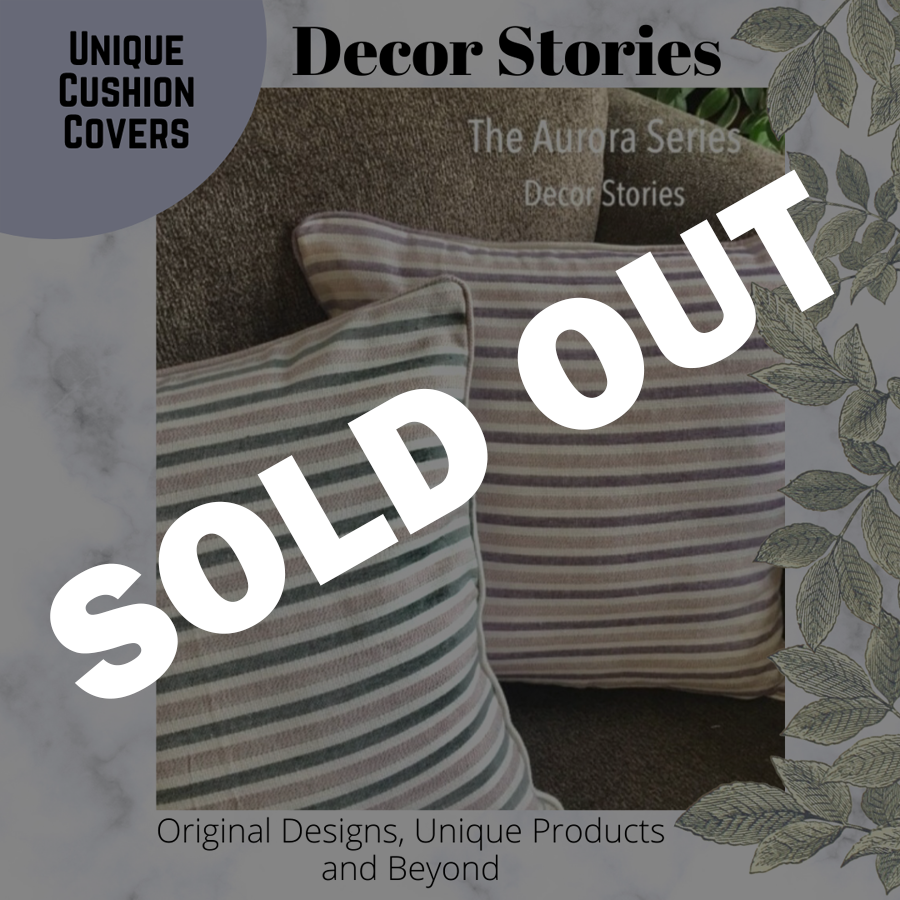 Unique
Cushion
Covers
Decor Stories
The Aurora Series
Decor Stories
SOLD OUT
Original Designs, Unique Products
and Beyond